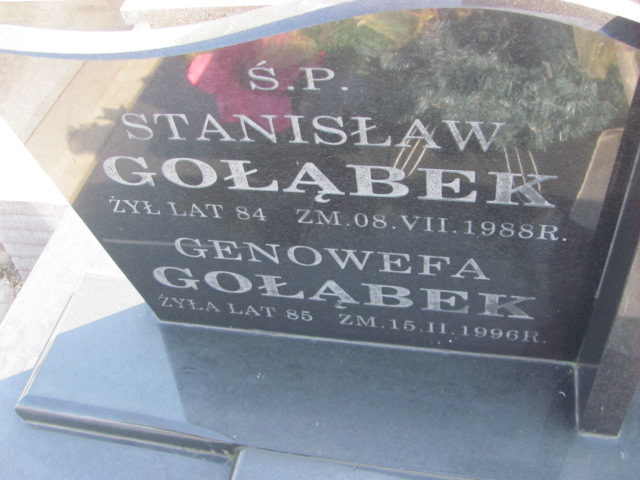 Ś.P.
STANISŁAW
GOŁĄBEK
ŻYŁ LAT 84 ZM.08.VII.1988R.
GENOWEFA
GOŁĄBEK
ŻYŁA LAT 85 ZM.15.II.1996R.